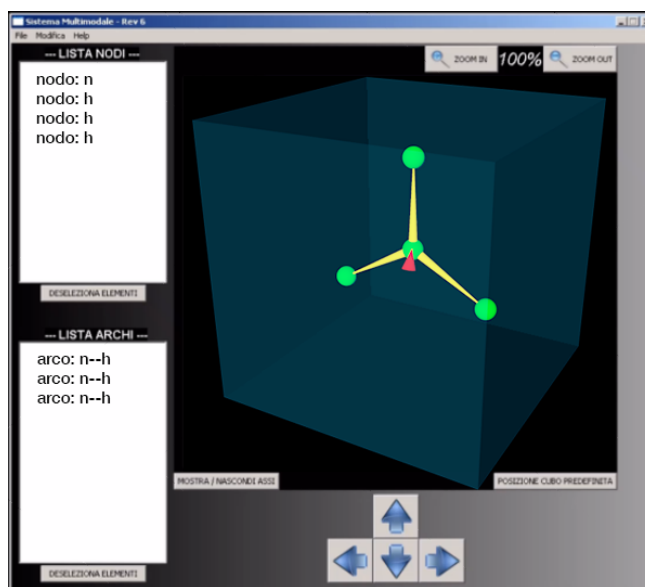 Sistema Multimodale - Rev 6
File Modifica Help
--- LISTA NODI ---
nodo: n
nodo: h
nodo: h
nodo: h
DESELEZIONA ELEMENTI
--- LISTA ARCHI ---
arco: n--h
arco: n--h
arco: n--h
DESELEZIONA ELEMENTI
ZOOM IN 100% ZOOM OUT
MOSTRA / NASCONDI ASSI
POSIZIONE CUBO PREDEFINITA